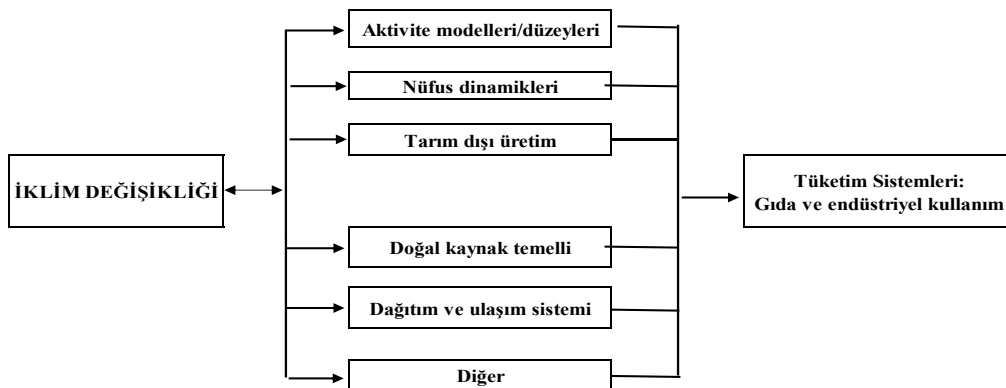 Aktivite modelleri/düzeyleri
Nüfus dinamikleri
Tarım dışı üretim
İKLİM DEĞİŞİKLİĞİ
Tüketim Sistemleri:
Gıda ve endüstriyel kullanım
Doğal kaynak temelli
Dağıtım ve ulaşım sistemi
Diğer